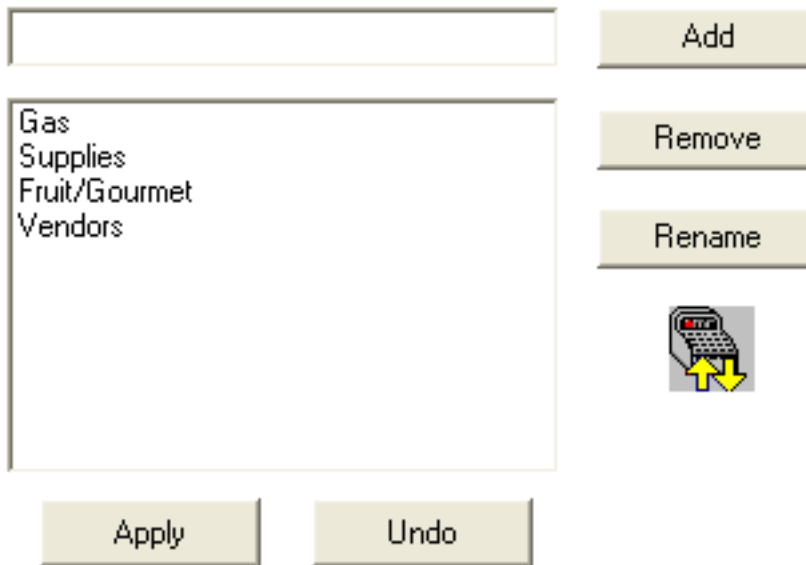 Add
Gas
Supplies
Fruit/Gourmet
Vendors
Remove
Rename
Apply
Undo